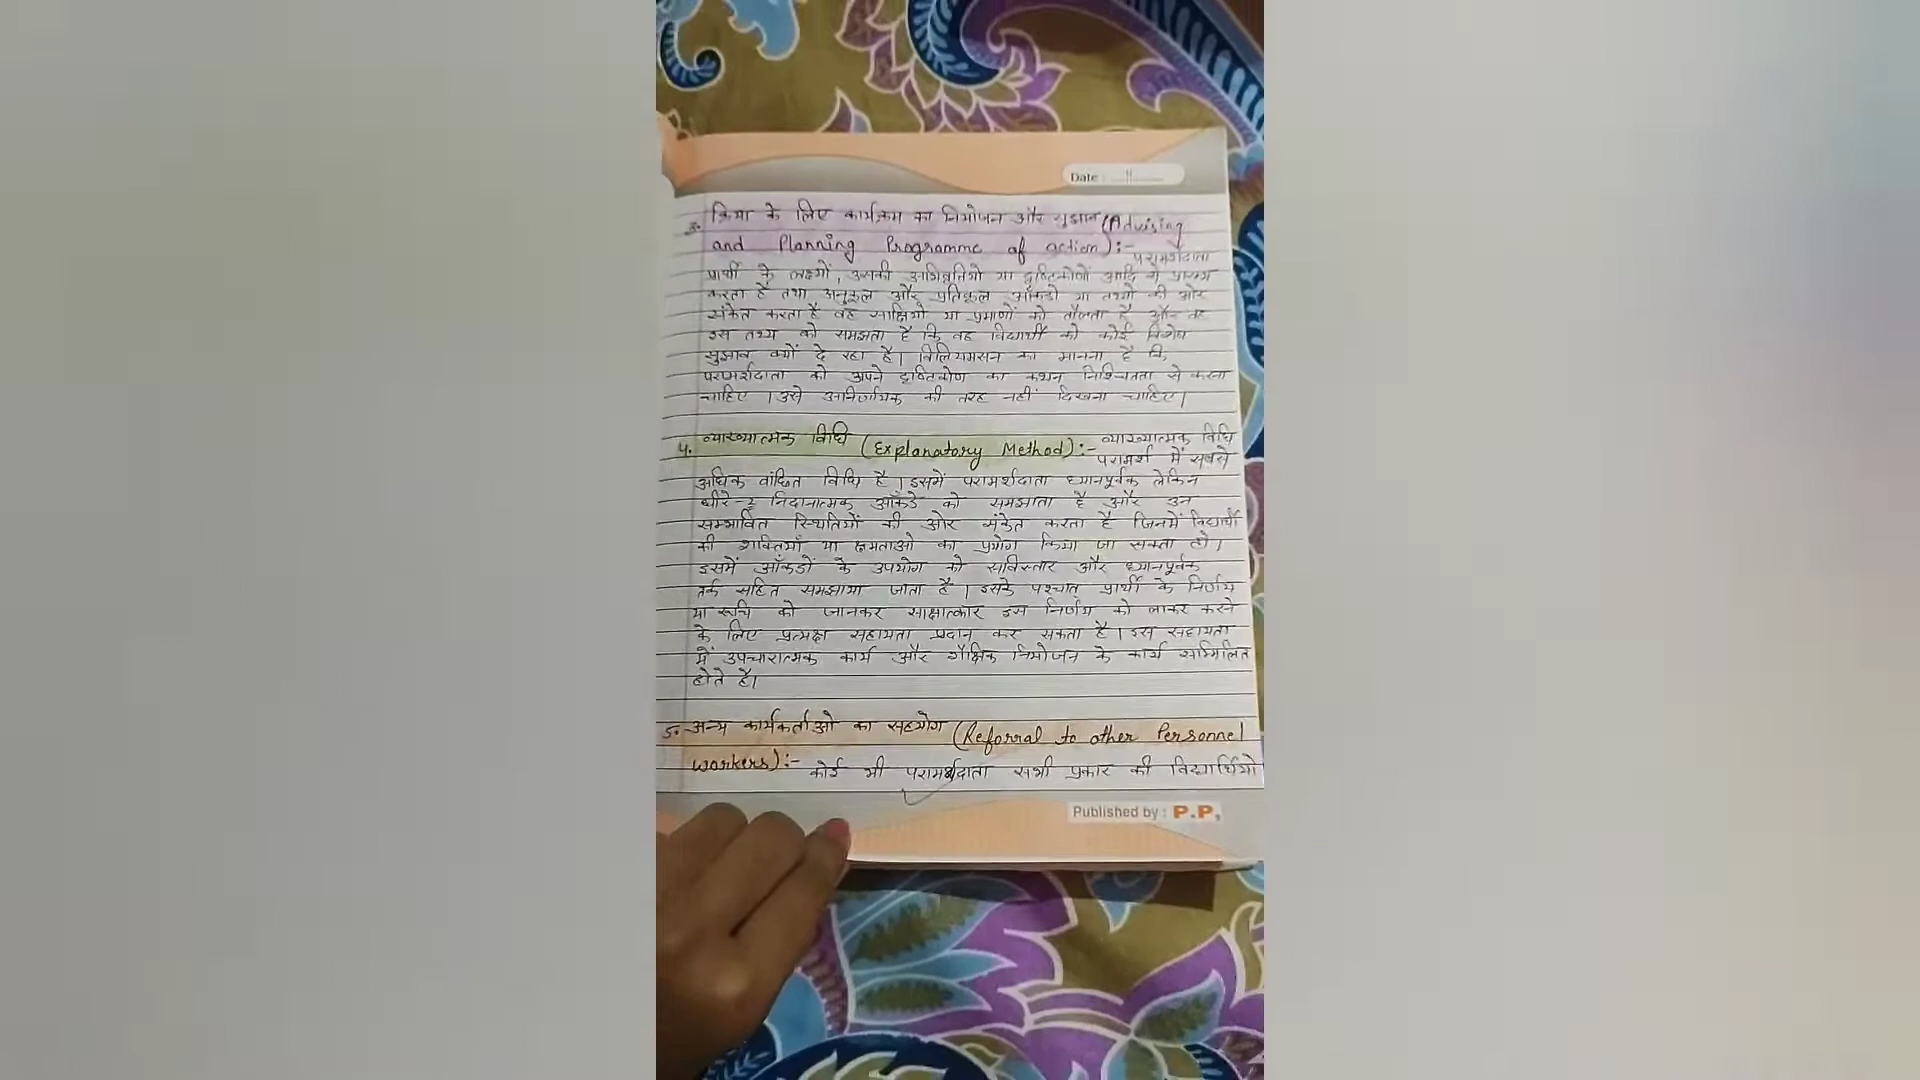 Date :
3. क्रिया के लिए कार्यक्रम का नियोजन और सुझाव (Advising
and Planning Programme of action):-
परामर्शदाता
प्रार्थी के लक्ष्यों, उसकी अभिवृत्तियों या दृष्टिकोणों आदि से प्रारम्भ
करता है तथा अनुकूल और प्रतिकूल आँकड़ो या तथ्यों की ओर
संकेत करता है वह साक्षियों या प्रमाणों को तौलता है और वह
इस तथ्य को समझता है कि वह विद्यार्थी को कोई विशेष
सुझाव क्यों दे रहा है। विलियमसन का मानना है कि
परामर्शदाता को अपने दृष्टिकोण का कथन निश्चितता से करना
चाहिए । उसे अनिर्णायक की तरह नहीं दिखना चाहिए।
4. व्याख्यात्मक विधि (Explanatory Method):- व्याख्यात्मक विधि
परामर्श में सबसे
अधिक वांछित विधि है । इसमें परामर्शदाता ध्यानपूर्वक लेकिन
धीरे-2 निदानात्मक आँकडे को समझाता है और उन
सम्भावित स्थितियों की ओर संकेत करता है जिनमें विद्यार्थी
की शक्तियाँ या क्षमताओ का प्रयोग किया जा सकता हो।
इसमें आँकडों के उपयोग को सविस्तार और ध्यानपूर्वक
तर्क सहित समझाया जाता है । इसके पश्चात् प्रार्थी के निर्णय
या रूचि को जानकर साक्षात्कार इस निर्णय को लाकर करने
के लिए प्रत्यक्ष सहायता प्रदान कर सकता है । इस सहायता
में उपचारात्मक कार्य और शैक्षिक नियोजन के कार्य सम्मिलित
होते है।
5. अन्य कार्यकर्ताओ का सहयोग (Referral to other Personnel
workers):- कोई भी परामर्शदाता सभी प्रकार की विद्यार्थियो
Published by : P.P,